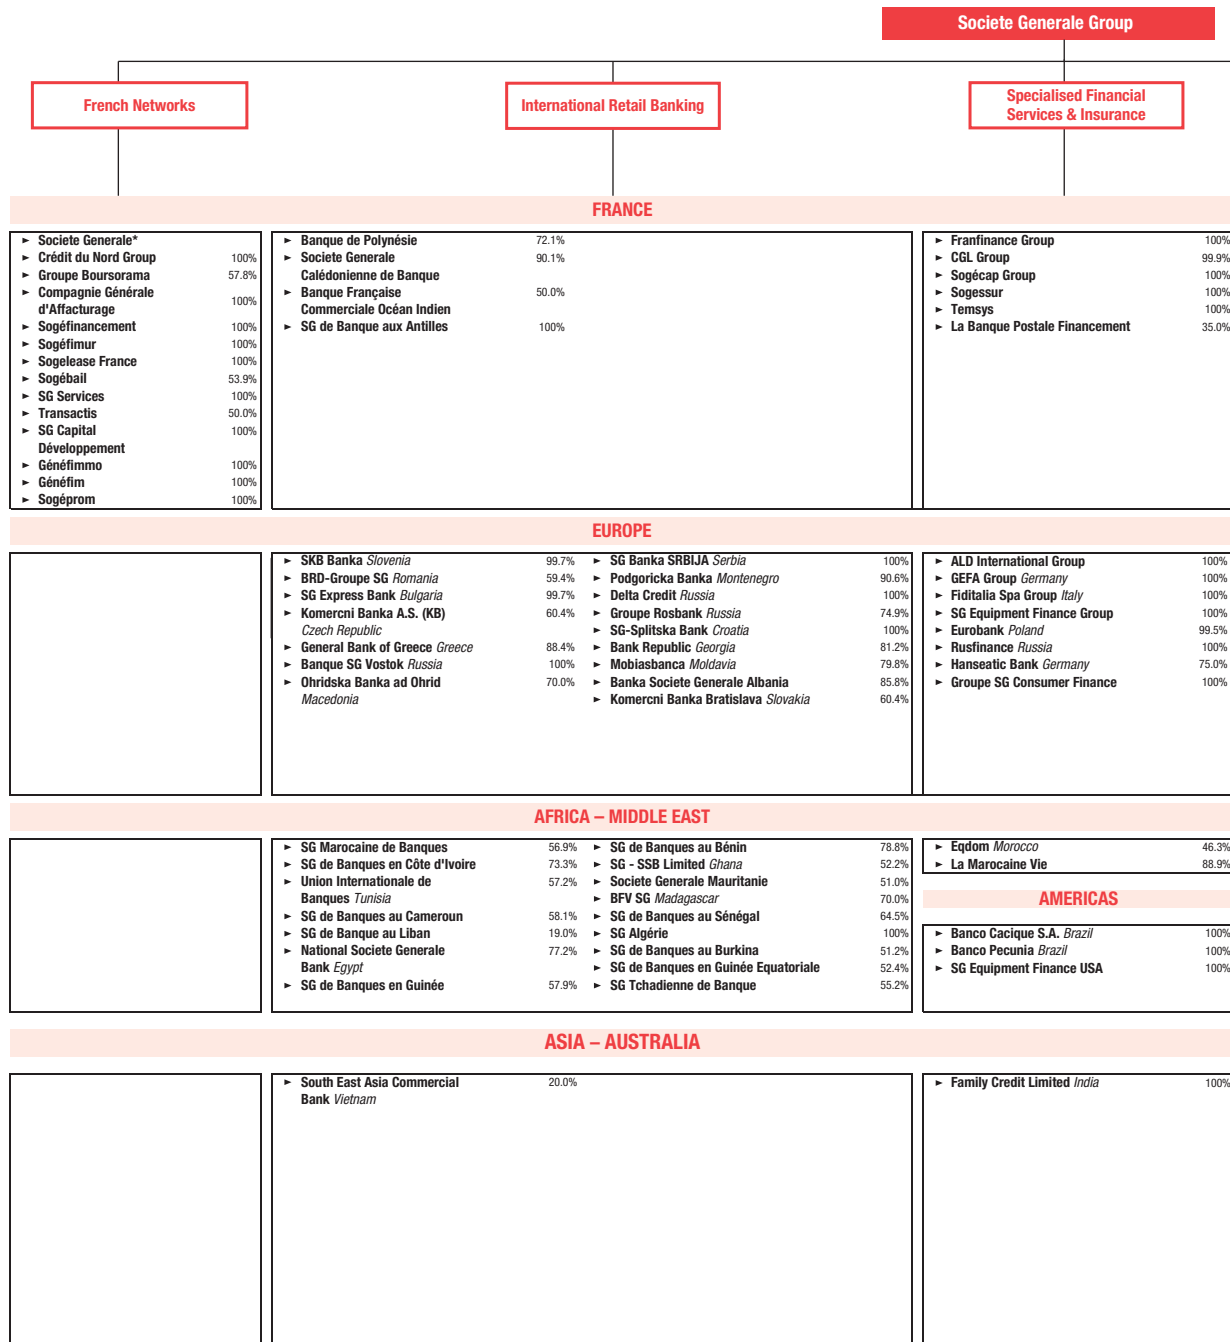 Societe Generale Group
French Networks
International Retail Banking
Specialised Financial
Services & Insurance
FRANCE
► Societe Generale*
► Crédit du Nord Group 100%
► Groupe Boursorama 57.8%
► Compagnie Générale
d'Affacturage 100%
► Sogéfinancement 100%
► Sogéfimur 100%
► Sogelease France 100%
► Sogébail 53.9%
► SG Services 100%
► Transactis 50.0%
► SG Capital 100%
Développement
► Généfimmo 100%
► Généfim 100%
► Sogéprom 100%
► Banque de Polynésie 72.1%
► Societe Generale 90.1%
Calédonienne de Banque
► Banque Française 50.0%
Commerciale Océan Indien
► SG de Banque aux Antilles 100%
► Franfinance Group 100%
► CGL Group 99.9%
► Sogécap Group 100%
► Sogessur 100%
► Temsys 100%
► La Banque Postale Financement 35.0%
EUROPE
► SKB Banka Slovenia 99.7%
► BRD-Groupe SG Romania 59.4%
► SG Express Bank Bulgaria 99.7%
► Komercni Banka A.S. (KB) 60.4%
Czech Republic
► General Bank of Greece Greece 88.4%
► Banque SG Vostok Russia 100%
► Ohridska Banka ad Ohrid 70.0%
Macedonia
► SG Banka SRBIJA Serbia 100%
► Podgoricka Banka Montenegro 90.6%
► Delta Credit Russia 100%
► Groupe Rosbank Russia 74.9%
► SG-Splitska Bank Croatia 100%
► Bank Republic Georgia 81.2%
► Mobiasbanca Moldavia 79.8%
► Banka Societe Generale Albania 85.8%
► Komercni Banka Bratislava Slovakia 60.4%
► ALD International Group 100%
► GEFA Group Germany 100%
► Fiditalia Spa Group Italy 100%
► SG Equipment Finance Group 100%
► Eurobank Poland 99.5%
► Rusfinance Russia 100%
► Hanseatic Bank Germany 75.0%
► Groupe SG Consumer Finance 100%
AFRICA – MIDDLE EAST
► SG Marocaine de Banques 56.9%
► SG de Banques en Côte d'Ivoire 73.3%
► Union Internationale de 57.2%
Banques Tunisia
► SG de Banques au Cameroun 58.1%
► SG de Banque au Liban 19.0%
► National Societe Generale 77.2%
Bank Egypt
► SG de Banques en Guinée 57.9%
► SG de Banques au Bénin 78.8%
► SG - SSB Limited Ghana 52.2%
► Societe Generale Mauritanie 51.0%
► BFV SG Madagascar 70.0%
► SG de Banques au Sénégal 64.5%
► SG Algérie 100%
► SG de Banques au Burkina 51.2%
► SG de Banques en Guinée Equatoriale 52.4%
► SG Tchadienne de Banque 55.2%
► Eqdom Morocco 46.3%
► La Marocaine Vie 88.9%
AMERICAS
► Banco Cacique S.A. Brazil 100%
► Banco Pecunia Brazil 100%
► SG Equipment Finance USA 100%
ASIA – AUSTRALIA
► South East Asia Commercial 20.0%
Bank Vietnam
► Family Credit Limited India 100%